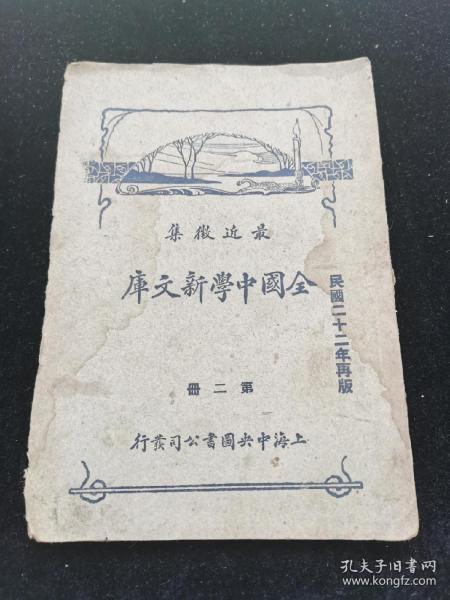 最近徵集
全國中學新文庫
民國二十二年再版
第二冊
上海中央圖書公司發行
孔夫子旧书网
www.kongfz.com